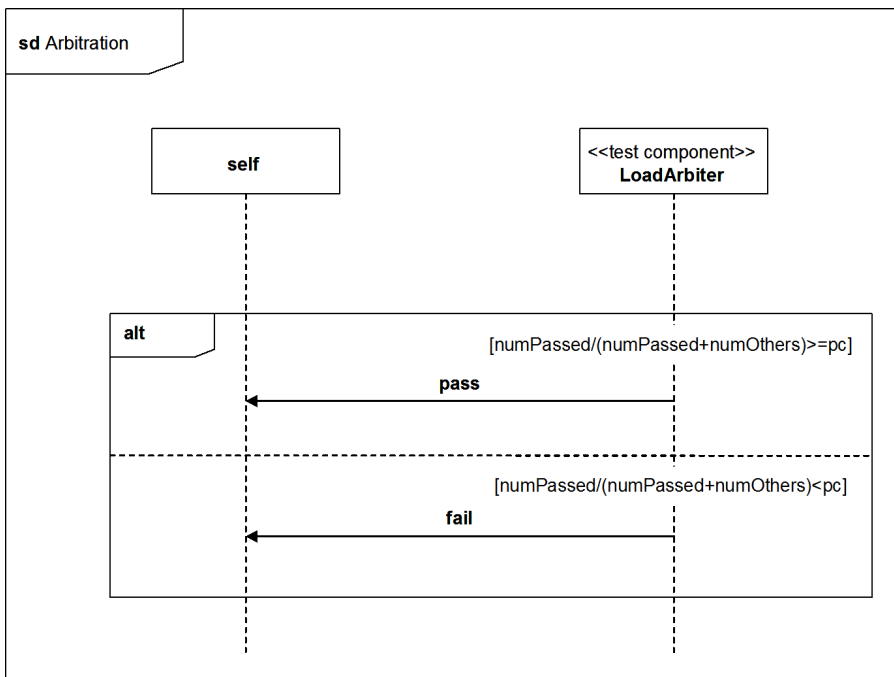 sd Arbitration
self
<<test component>>
LoadArbiter
alt
[numPassed/(numPassed+numOthers)>=pc]
pass
[numPassed/(numPassed+numOthers)<pc]
fail